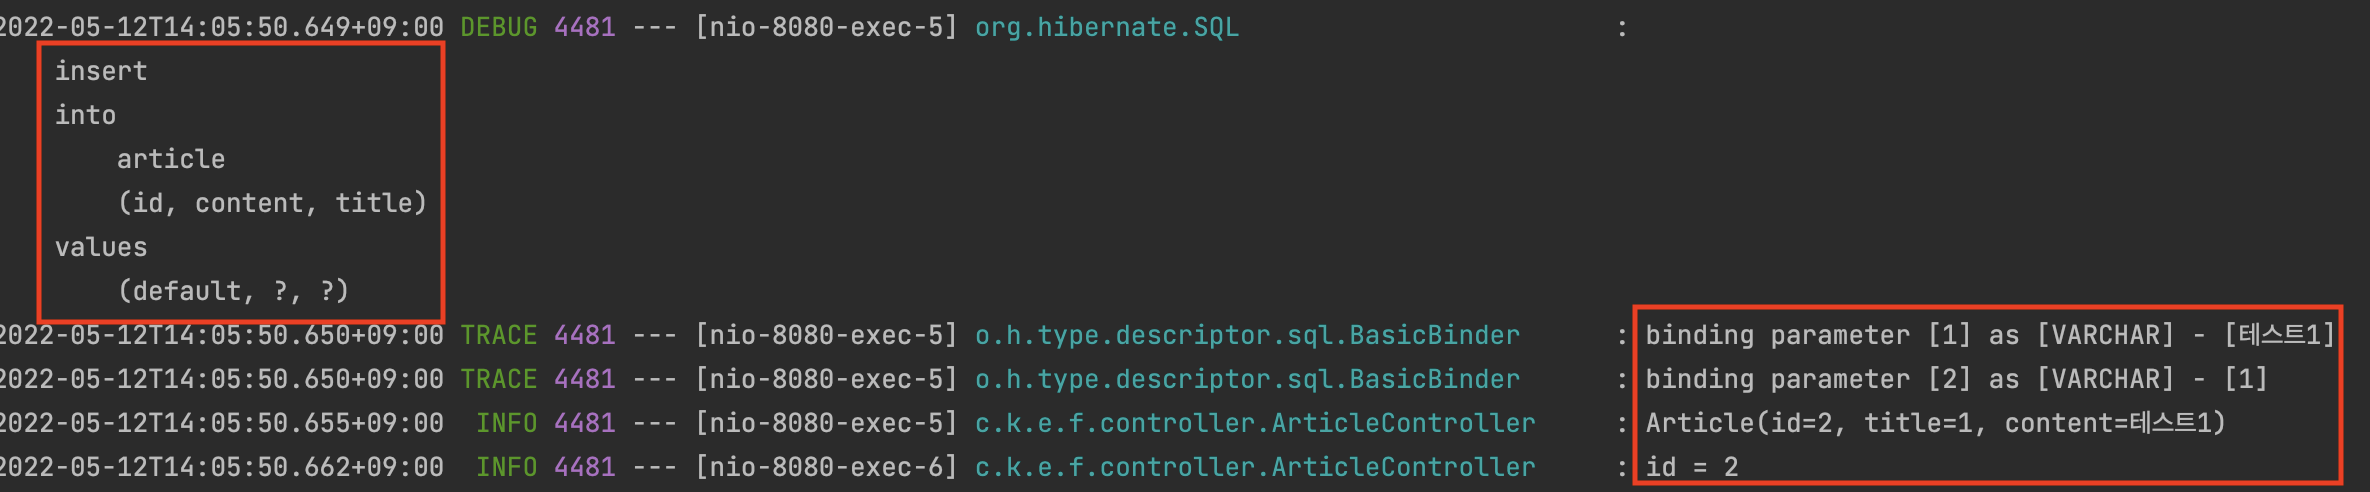 2022-05-12T14:05:50.649+09:00 DEBUG 4481 --- [nio-8080-exec-5] org.hibernate.SQL                        :
    insert
    into
        article
        (id, content, title)
    values
        (default, ?, ?)
2022-05-12T14:05:50.650+09:00 TRACE 4481 --- [nio-8080-exec-5] o.h.type.descriptor.sql.BasicBinder      : binding parameter [1] as [VARCHAR] - [테스트1]
2022-05-12T14:05:50.650+09:00 TRACE 4481 --- [nio-8080-exec-5] o.h.type.descriptor.sql.BasicBinder      : binding parameter [2] as [VARCHAR] - [1]
2022-05-12T14:05:50.655+09:00  INFO 4481 --- [nio-8080-exec-5] c.k.e.f.controller.ArticleController     : Article(id=2, title=1, content=테스트1)
2022-05-12T14:05:50.662+09:00  INFO 4481 --- [nio-8080-exec-6] c.k.e.f.controller.ArticleController     : id = 2